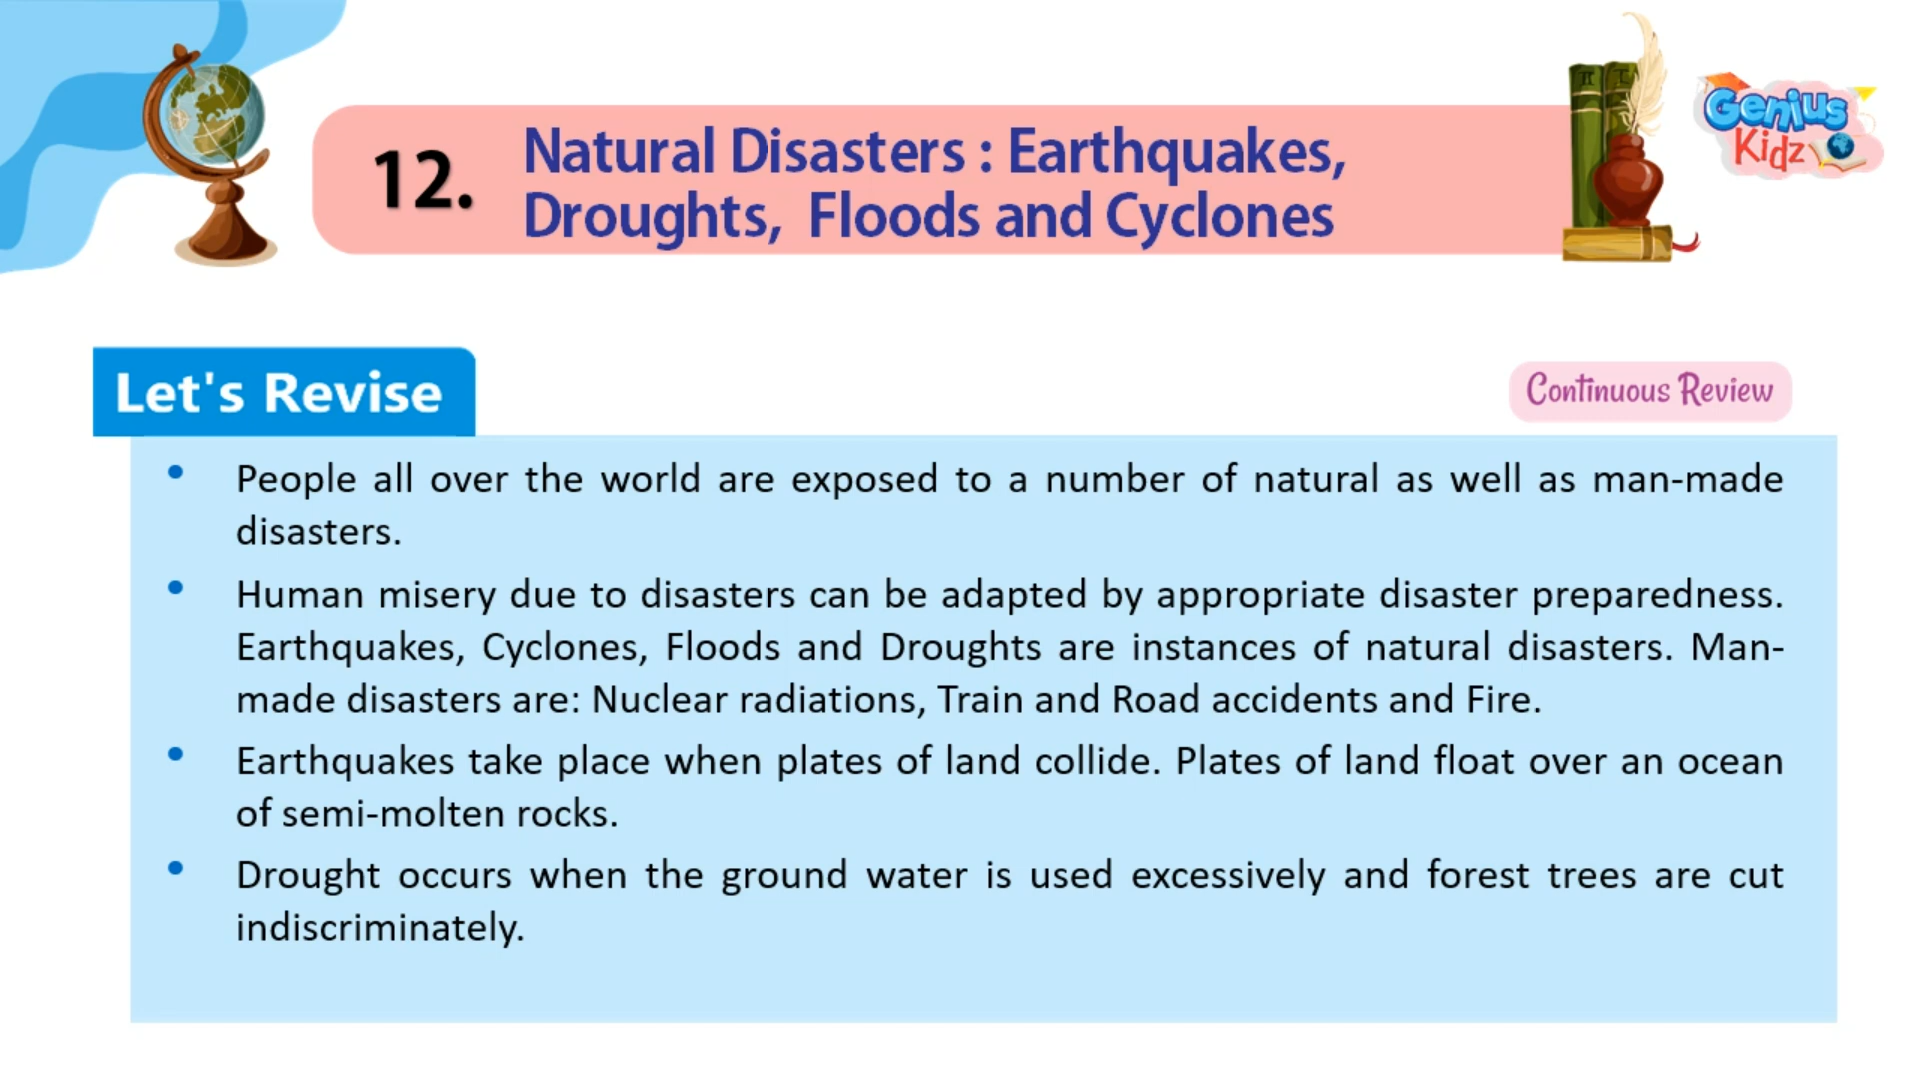 Genius
Kidz
12.
Natural Disasters : Earthquakes,
Droughts, Floods and Cyclones
Let's Revise
Continuous Review
• People all over the world are exposed to a number of natural as well as man-made
disasters.
• Human misery due to disasters can be adapted by appropriate disaster preparedness.
Earthquakes, Cyclones, Floods and Droughts are instances of natural disasters. Man-
made disasters are: Nuclear radiations, Train and Road accidents and Fire.
• Earthquakes take place when plates of land collide. Plates of land float over an ocean
of semi-molten rocks.
• Drought occurs when the ground water is used excessively and forest trees are cut
indiscriminately.